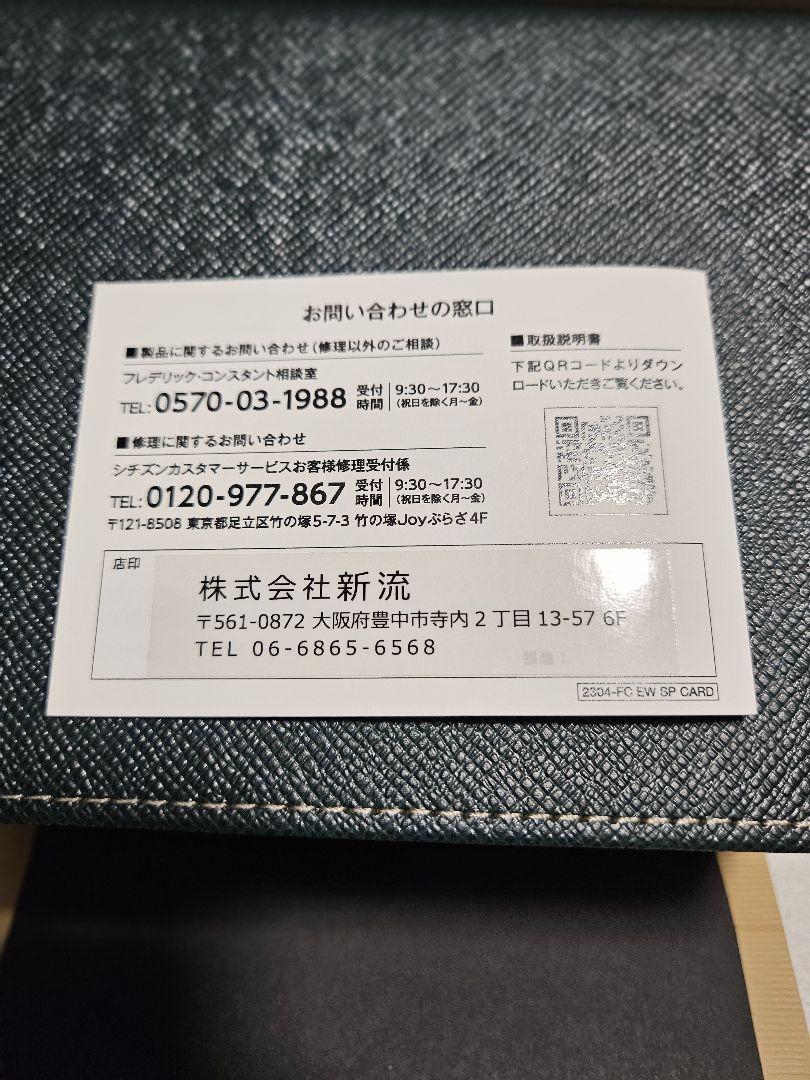 お問い合わせの窓口
■製品に関するお問い合わせ(修理以外のご相談)
フレデリック・コンスタント相談室
TEL: 0570-03-1988 受付時間 9:30〜17:30 (祝日を除く月〜金)
■修理に関するお問い合わせ
シチズンカスタマーサービスお客様修理受付係
TEL: 0120-977-867 受付時間 9:30〜17:30 (祝日を除く月〜金)
〒121-8508 東京都足立区竹の塚5-7-3 竹の塚Joyぷらざ4F
■取扱説明書
下記QRコードよりダウン
ロードいただきご覧ください。
店印
株式会社新流
〒561-0872 大阪府豊中市寺内2丁目13-57 6F
TEL 06-6865-6568
担当:
2304-FC EW SP CARD